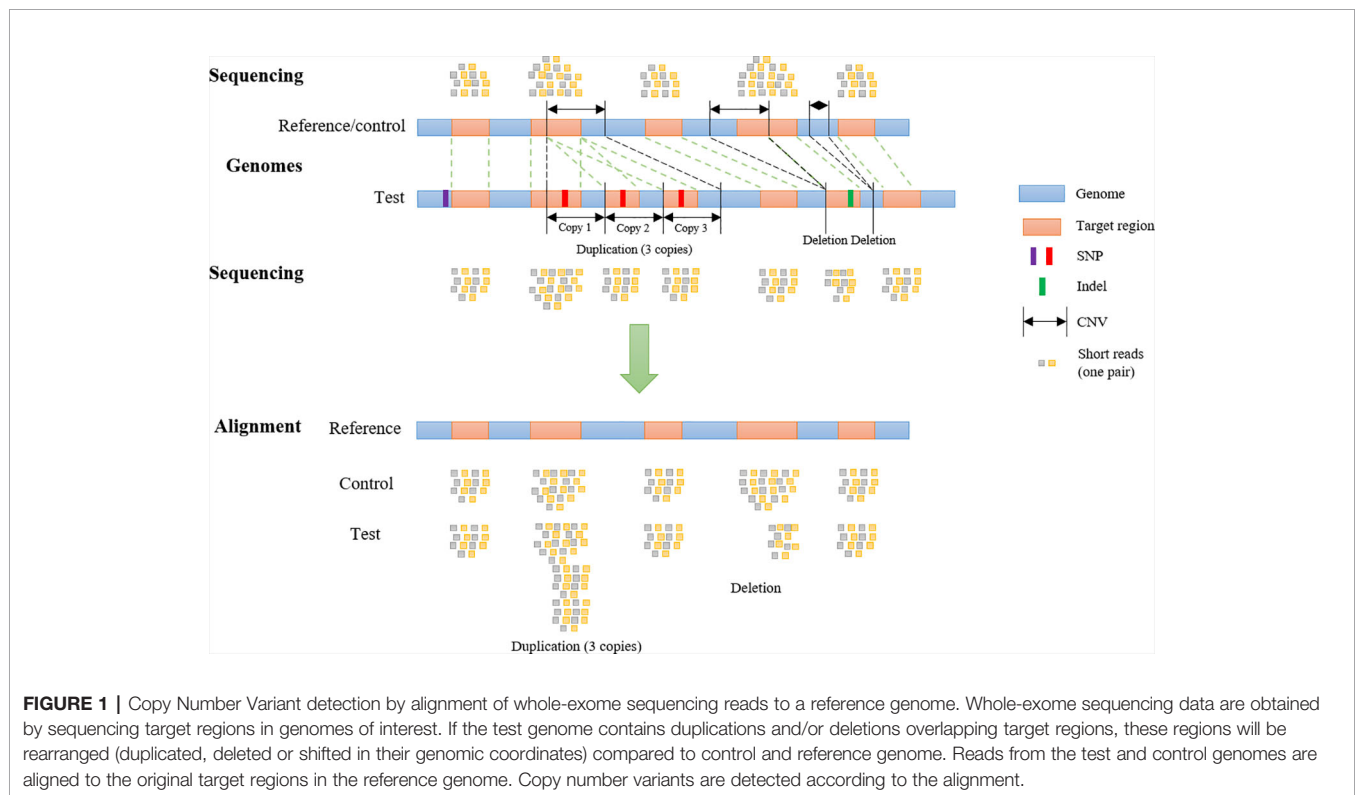 Sequencing
Reference/control
Genomes
Test
Copy 1
Copy 2
Copy 3
Duplication (3 copies)
Deletion Deletion
Genome
Target region
SNP
Indel
CNV
Short reads
(one pair)
Sequencing
Alignment
Reference
Control
Test
Deletion
Duplication (3 copies)
FIGURE 1 | Copy Number Variant detection by alignment of whole-exome sequencing reads to a reference genome. Whole-exome sequencing data are obtained
by sequencing target regions in genomes of interest. If the test genome contains duplications and/or deletions overlapping target regions, these regions will be
rearranged (duplicated, deleted or shifted in their genomic coordinates) compared to control and reference genome. Reads from the test and control genomes are
aligned to the original target regions in the reference genome. Copy number variants are detected according to the alignment.